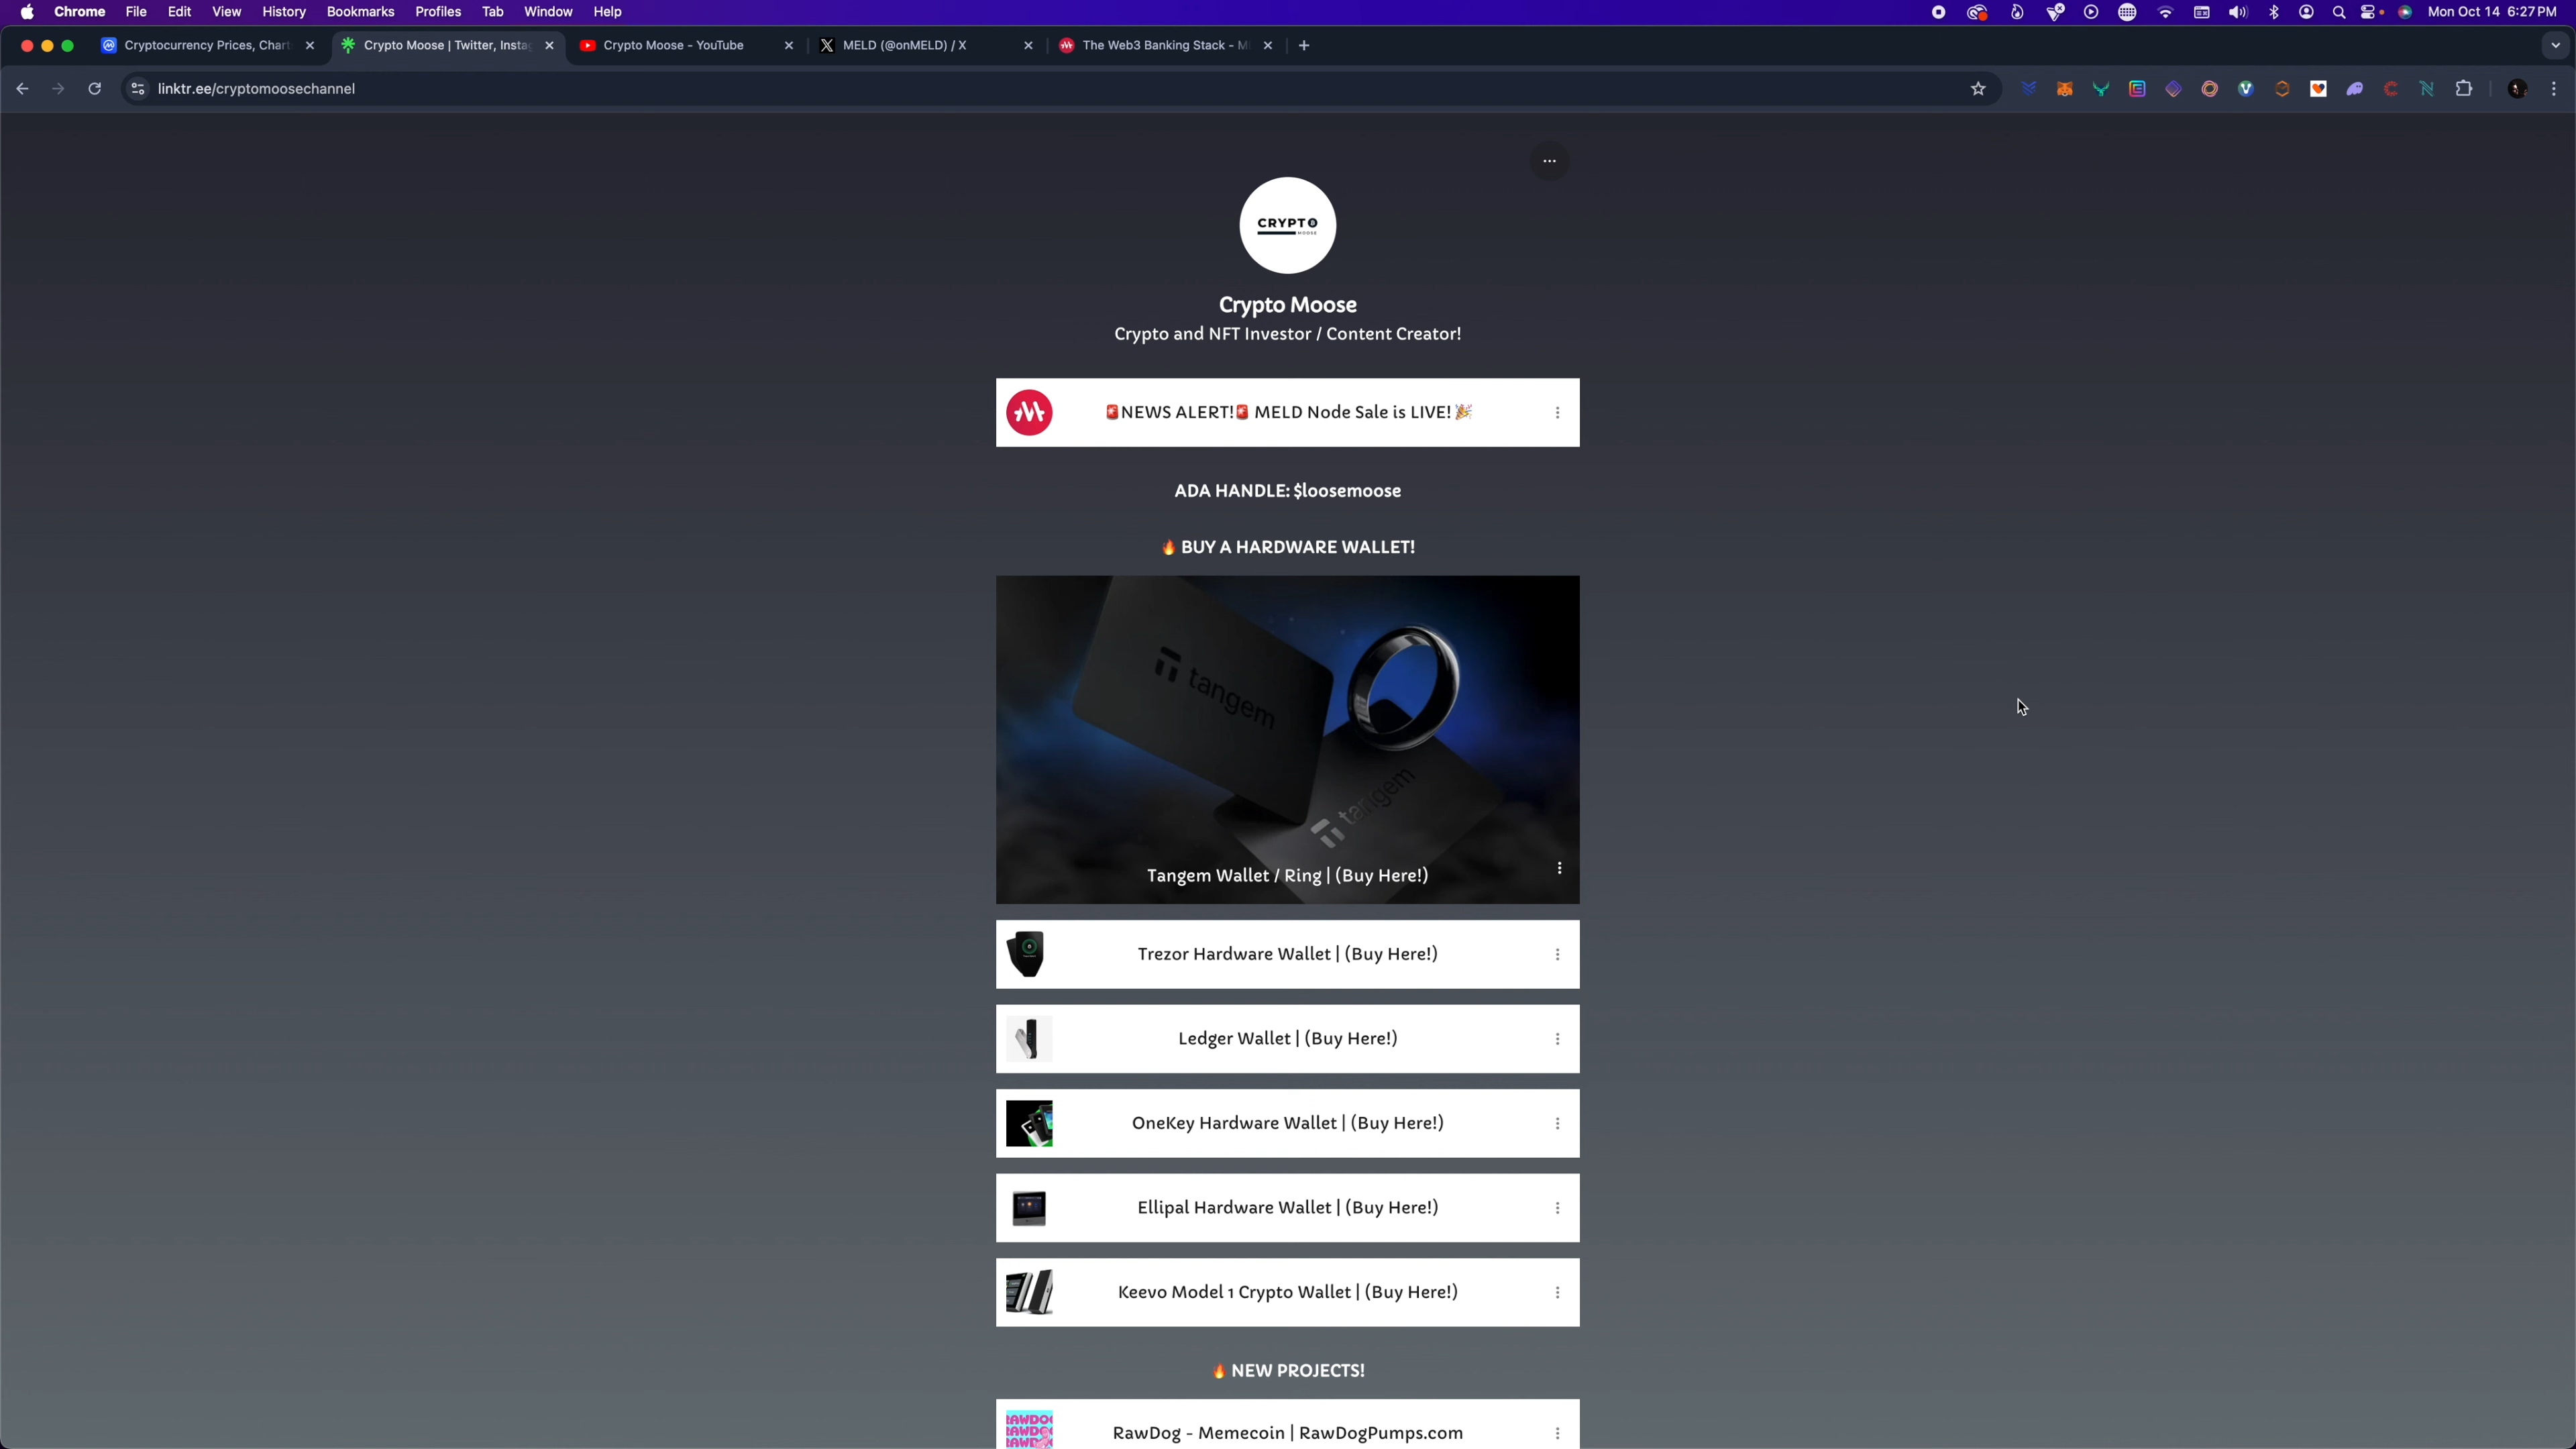 Chrome File Edit View History Bookmarks Profiles Tab Window Help Mon Oct 14 6:27 PM
Cryptocurrency Prices, Chart Crypto Moose | Twitter, Insta Crypto Moose - YouTube MELD (@onMELD) / X The Web3 Banking Stack - M
linktr.ee/cryptomoosechannel
CRYPTO
MOOSE
Crypto Moose
Crypto and NFT Investor / Content Creator!
🚨NEWS ALERT!🚨 MELD Node Sale is LIVE! 🎉
ADA HANDLE: $loosemoose
🔥 BUY A HARDWARE WALLET!
tangem
tangem
Tangem Wallet / Ring | (Buy Here!)
Trezor Hardware Wallet | (Buy Here!)
Ledger Wallet | (Buy Here!)
OneKey Hardware Wallet | (Buy Here!)
Ellipal Hardware Wallet | (Buy Here!)
Keevo Model 1 Crypto Wallet | (Buy Here!)
🔥 NEW PROJECTS!
RAWDO
RAWDO
RAWD
RawDog - Memecoin | RawDogPumps.com